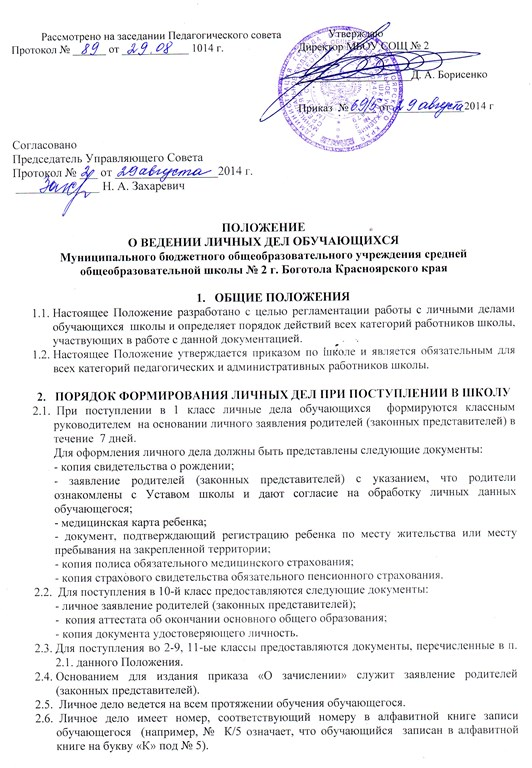 Рассмотрено на заседании Педагогического совета
Протокол № 89 от 29.08 1014 г.
Утверждаю
Директор МБОУ СОШ № 2
Д. А. Борисенко
Приказ № 69/5 от 29 августа 2014 г
Согласовано
Председатель Управляющего Совета
Протокол № от 29 августа 2014 г.
Н. А. Захаревич
ПОЛОЖЕНИЕ
О ВЕДЕНИИ ЛИЧНЫХ ДЕЛ ОБУЧАЮЩИХСЯ
Муниципального бюджетного общеобразовательного учреждения средней
общеобразовательной школы № 2 г. Боготола Красноярского края
1. ОБЩИЕ ПОЛОЖЕНИЯ
1.1. Настоящее Положение разработано с целью регламентации работы с личными делами
обучающихся школы и определяет порядок действий всех категорий работников школы,
участвующих в работе с данной документацией.
1.2. Настоящее Положение утверждается приказом по школе и является обязательным для
всех категорий педагогических и административных работников школы.
2. ПОРЯДОК ФОРМИРОВАНИЯ ЛИЧНЫХ ДЕЛ ПРИ ПОСТУПЛЕНИИ В ШКОЛУ
2.1. При поступлении в 1 класс личные дела обучающихся формируются классным
руководителем на основании личного заявления родителей (законных представителей) в
течение 7 дней.
Для оформления личного дела должны быть представлены следующие документы:
- копия свидетельства о рождении;
- заявление родителей (законных представителей) с указанием, что родители
ознакомлены с Уставом школы и дают согласие на обработку личных данных
обучающегося;
- медицинская карта ребенка;
- документ, подтверждающий регистрацию ребенка по месту жительства или месту
пребывания на закрепленной территории;
- копия полиса обязательного медицинского страхования;
- копия страхового свидетельства обязательного пенсионного страхования.
2.2. Для поступления в 10-й класс предоставляются следующие документы:
- личное заявление родителей (законных представителей);
- копия аттестата об окончании основного общего образования;
- копия документа удостоверяющего личность.
2.3. Для поступления во 2-9, 11-ые классы предоставляются документы, перечисленные в п.
2.1. данного Положения.
2.4. Основанием для издания приказа «О зачислении» служит заявление родителей
(законных представителей).
2.5. Личное дело ведется на всем протяжении обучения обучающегося.
2.6. Личное дело имеет номер, соответствующий номеру в алфавитной книге записи
обучающегося (например, № К/5 означает, что обучающийся записан в алфавитной
книге на букву «К» под № 5).